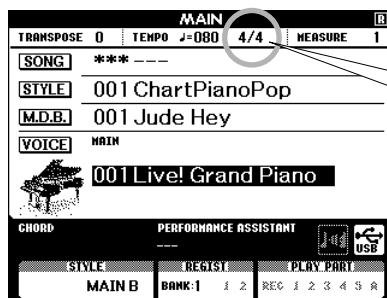 MAIN R
TRANSPOSE 0 TEMPO ♩=080 4/4 MEASURE 1
SONG *** ---
STYLE 001 ChartPianoPop
M.D.B. 001 Jude Hey
VOICE MAIN
001 Live! Grand Piano
CHORD PERFORMANCE ASSISTANT
---
USB
STYLE REGIST PLAY PART
MAIN B BANK:1 1 2 REC 1 2 3 4 5 A